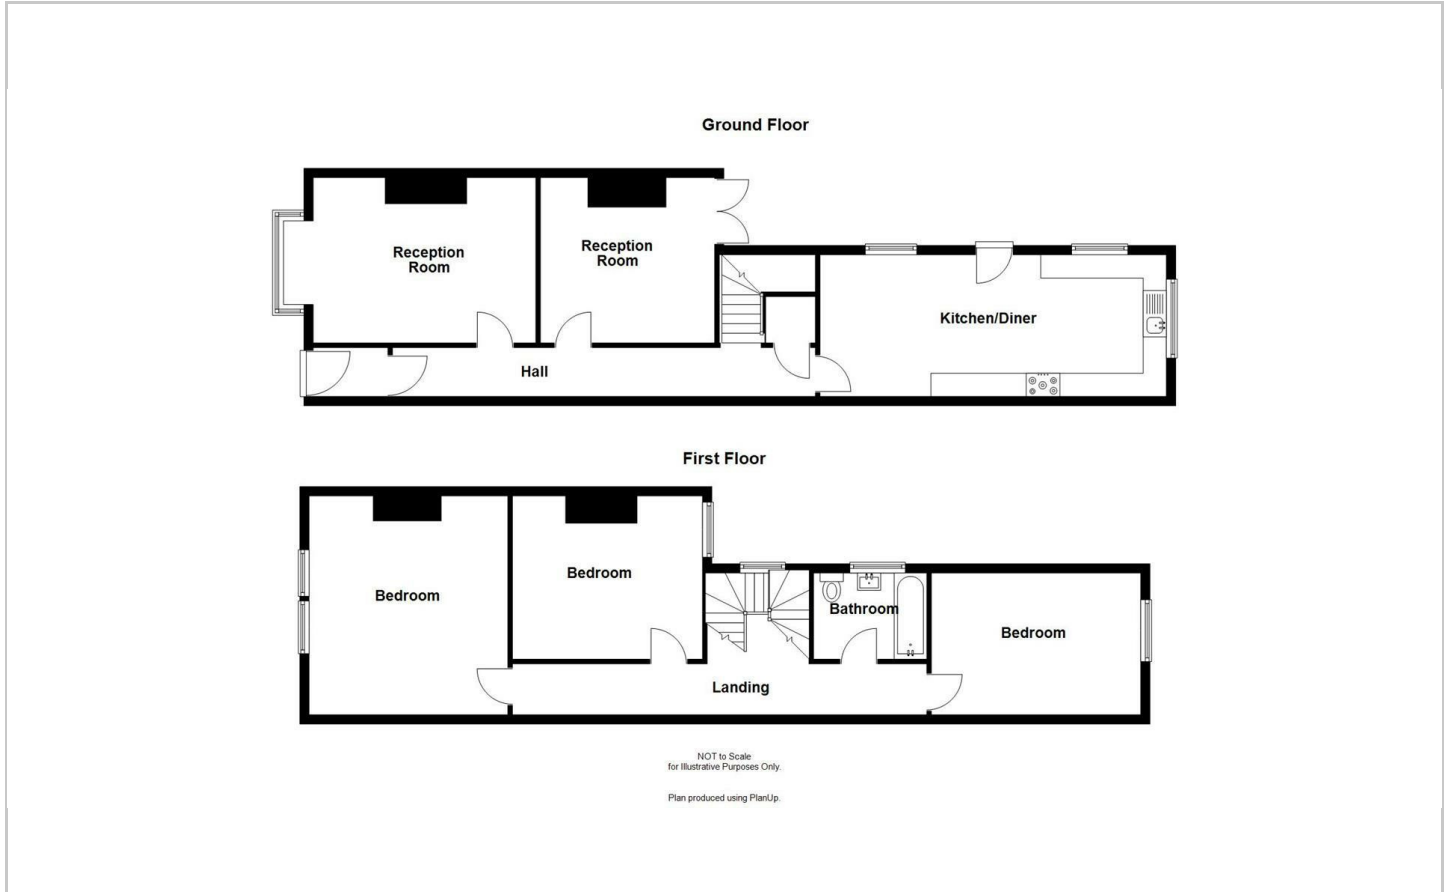 Ground Floor
Reception
Room
Reception
Room
Kitchen/Diner
Hall
First Floor
Bedroom
Bedroom
Bathroom
Bedroom
Landing
NOT to Scale
for Illustrative Purposes Only.
Plan produced using PlanUp.